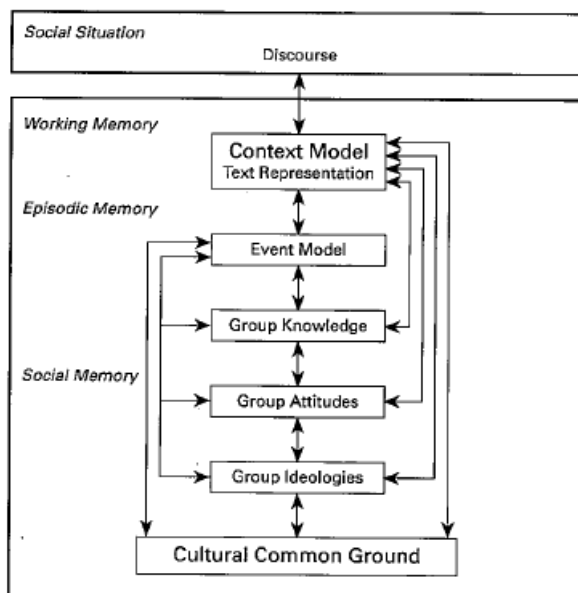 Social Situation
Discourse
Working Memory
Context Model
Text Representation
Episodic Memory
Event Model
Group Knowledge
Social Memory
Group Attitudes
Group Ideologies
Cultural Common Ground